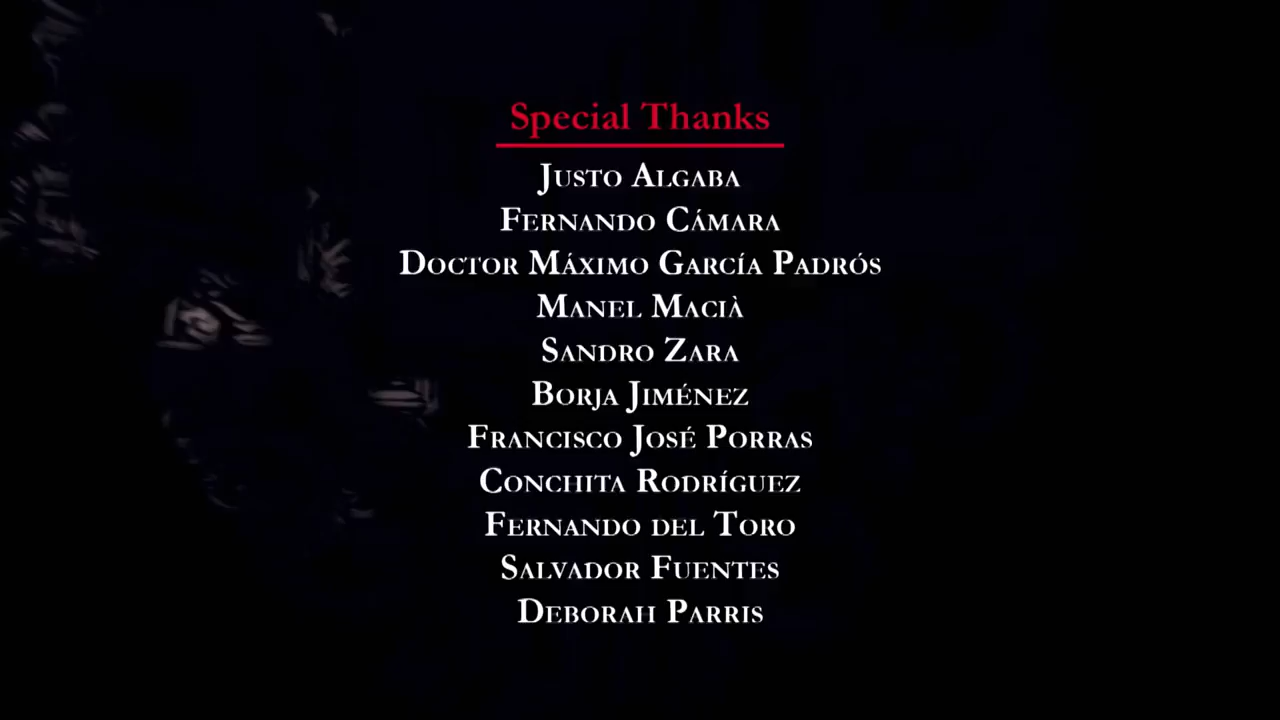 Special Thanks
Justo Algaba
Fernando Cámara
Doctor Máximo García Padrós
Manel Macià
Sandro Zara
Borja Jiménez
Francisco José Porras
Conchita Rodríguez
Fernando del Toro
Salvador Fuentes
Deborah Parris